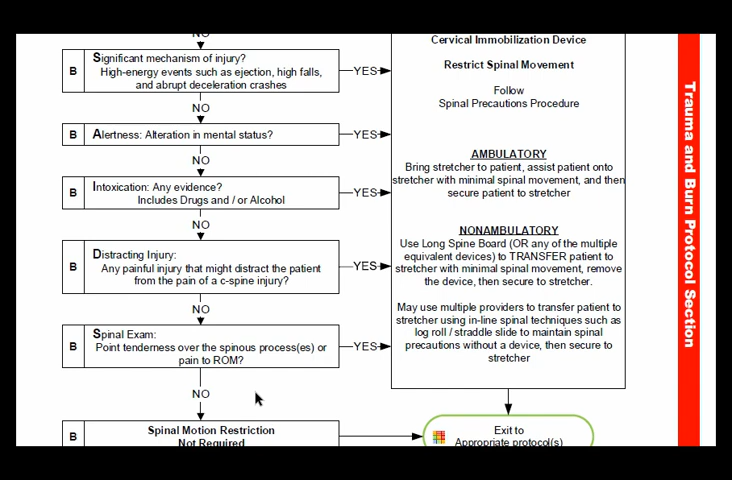 NO
B
Significant mechanism of injury?
High-energy events such as ejection, high falls,
and abrupt deceleration crashes
YES
NO
B
Alertness: Alteration in mental status?
YES
NO
B
Intoxication: Any evidence?
Includes Drugs and / or Alcohol
YES
NO
B
Distracting Injury:
Any painful injury that might distract the patient
from the pain of a c-spine injury?
YES
NO
B
Spinal Exam:
Point tenderness over the spinous process(es) or
pain to ROM?
YES
NO
B
Spinal Motion Restriction
Not Required
Cervical Immobilization Device
Restrict Spinal Movement
Follow
Spinal Precautions Procedure
AMBULATORY
Bring stretcher to patient, assist patient onto
stretcher with minimal spinal movement, and then
secure patient to stretcher
NONAMBULATORY
Use Long Spine Board (OR any of the multiple
equivalent devices) to TRANSFER patient to
stretcher with minimal spinal movement, remove
the device, then secure to stretcher.
May use multiple providers to transfer patient to
stretcher using in-line spinal techniques such as
log roll / straddle slide to maintain spinal
precautions without a device, then secure to
stretcher
Exit to
Appropriate protocol(s)
Trauma and Burn Protocol Section